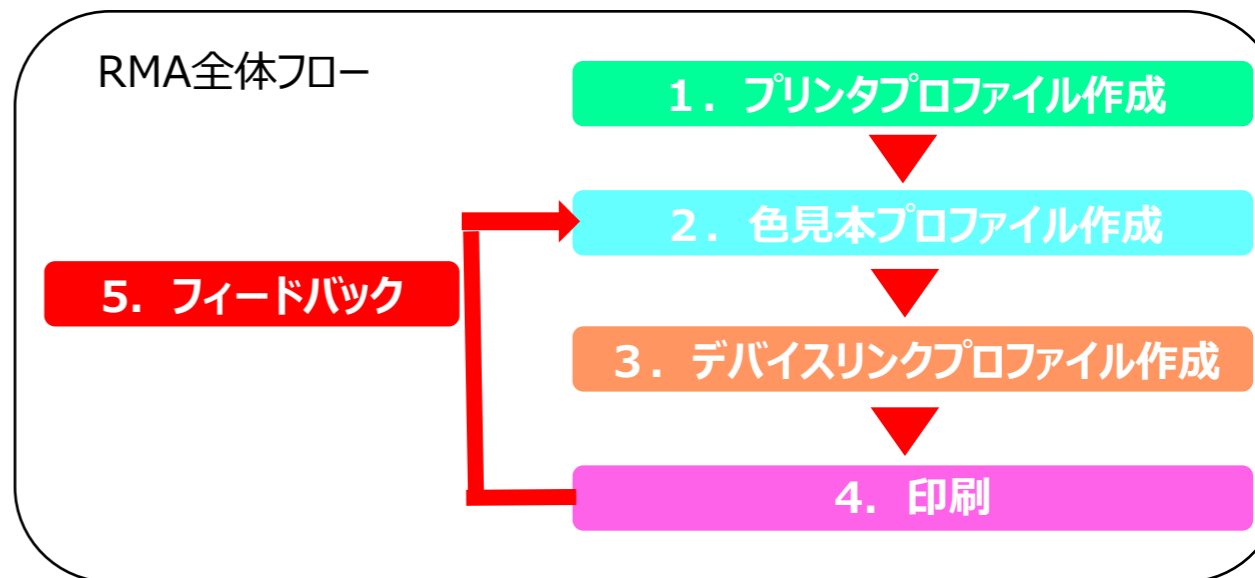 RMA全体フロー
１．プリンタプロファイル作成
２．色見本プロファイル作成
5．フィードバック
３．デバイスリンクプロファイル作成
4．印刷